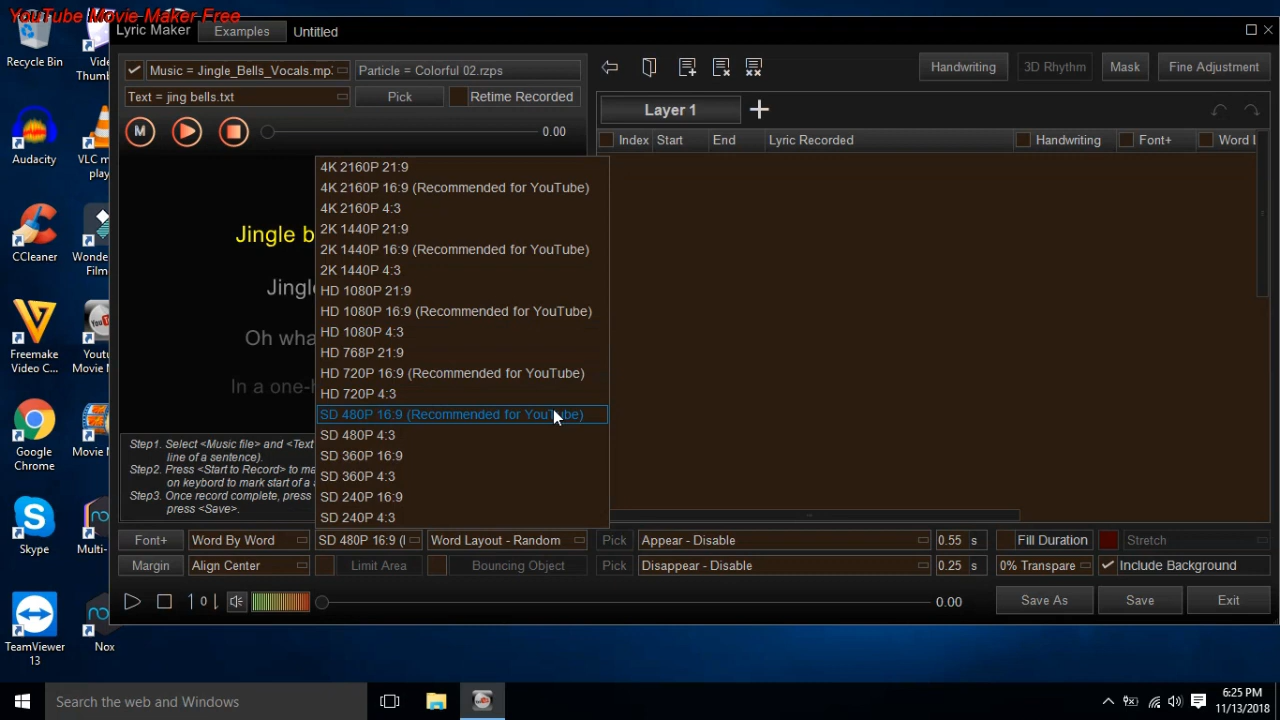 YouTube Movie Maker Free
Recycle Bin
Audacity
VLC m
play
CCleaner
Wonde
Film
Freemake
Video C...
Youtu
Movie M
Google
Chrome
Movie M
Skype
Multi-
TeamViewer
13
Nox
Lyric Maker
Examples
Untitled
Music = Jingle_Bells_Vocals.mp
Particle = Colorful 02.rzps
Text = jing bells.txt
Pick
Retime Recorded
M
0.00
Handwriting
3D Rhythm
Mask
Fine Adjustment
Layer 1
Index
Start
End
Lyric Recorded
Handwriting
Font+
Word
Jingle b
Jingl
Oh wha
In a one-h
4K 2160P 21:9
4K 2160P 16:9 (Recommended for YouTube)
4K 2160P 4:3
2K 1440P 21:9
2K 1440P 16:9 (Recommended for YouTube)
2K 1440P 4:3
HD 1080P 21:9
HD 1080P 16:9 (Recommended for YouTube)
HD 1080P 4:3
HD 768P 21:9
HD 720P 16:9 (Recommended for YouTube)
HD 720P 4:3
SD 480P 16:9 (Recommended for YouTube)
SD 480P 4:3
SD 360P 16:9
SD 360P 4:3
SD 240P 16:9
SD 240P 4:3
Step1. Select <Music file> and <Text
line of a sentence).
Step2. Press <Start to Record> to ma
on keybord to mark start of a
Step3. Once record complete, press
press <Save>.
Font+
Word By Word
SD 480P 16:9 (
Word Layout - Random
Pick
Appear - Disable
0.55 s
Fill Duration
Stretch
Margin
Align Center
Limit Area
Bouncing Object
Pick
Disappear - Disable
0.25 s
0% Transpare
Include Background
0.00
Save As
Save
Exit
Search the web and Windows
6:25 PM
11/13/2018